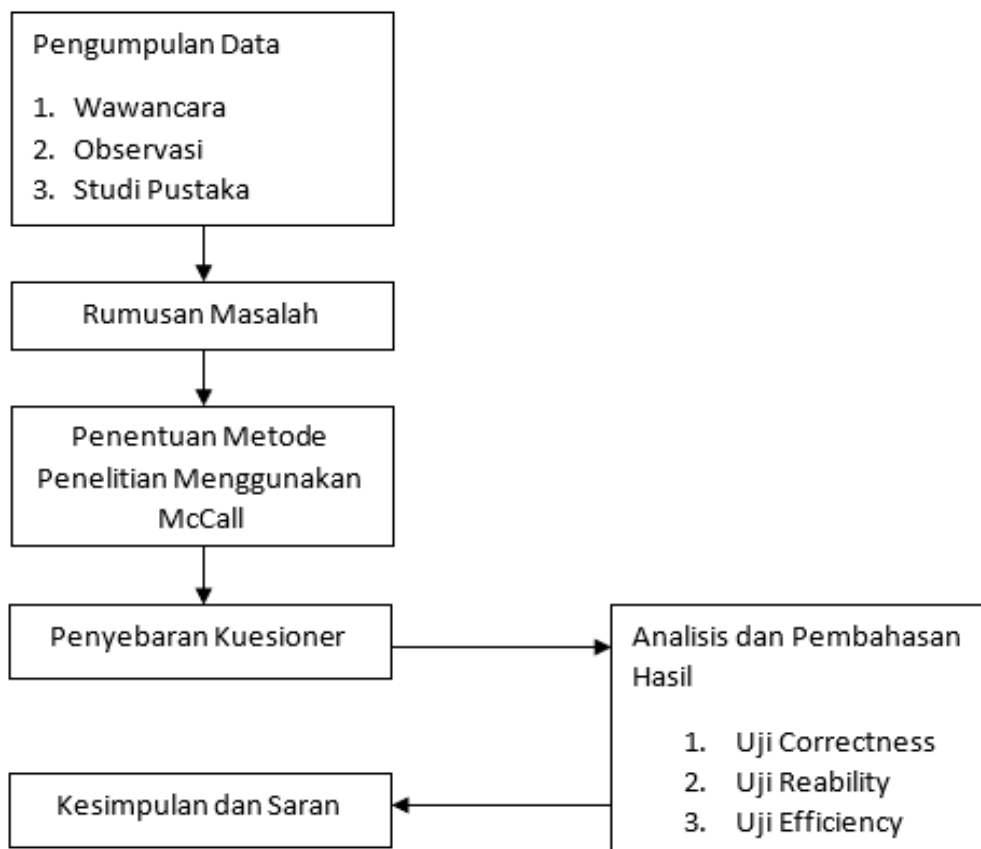 Pengumpulan Data
1. Wawancara
2. Observasi
3. Studi Pustaka
Rumusan Masalah
Penentuan Metode
Penelitian Menggunakan
McCall
Penyebaran Kuesioner
Analisis dan Pembahasan
Hasil
1. Uji Correctness
2. Uji Reability
3. Uji Efficiency
Kesimpulan dan Saran